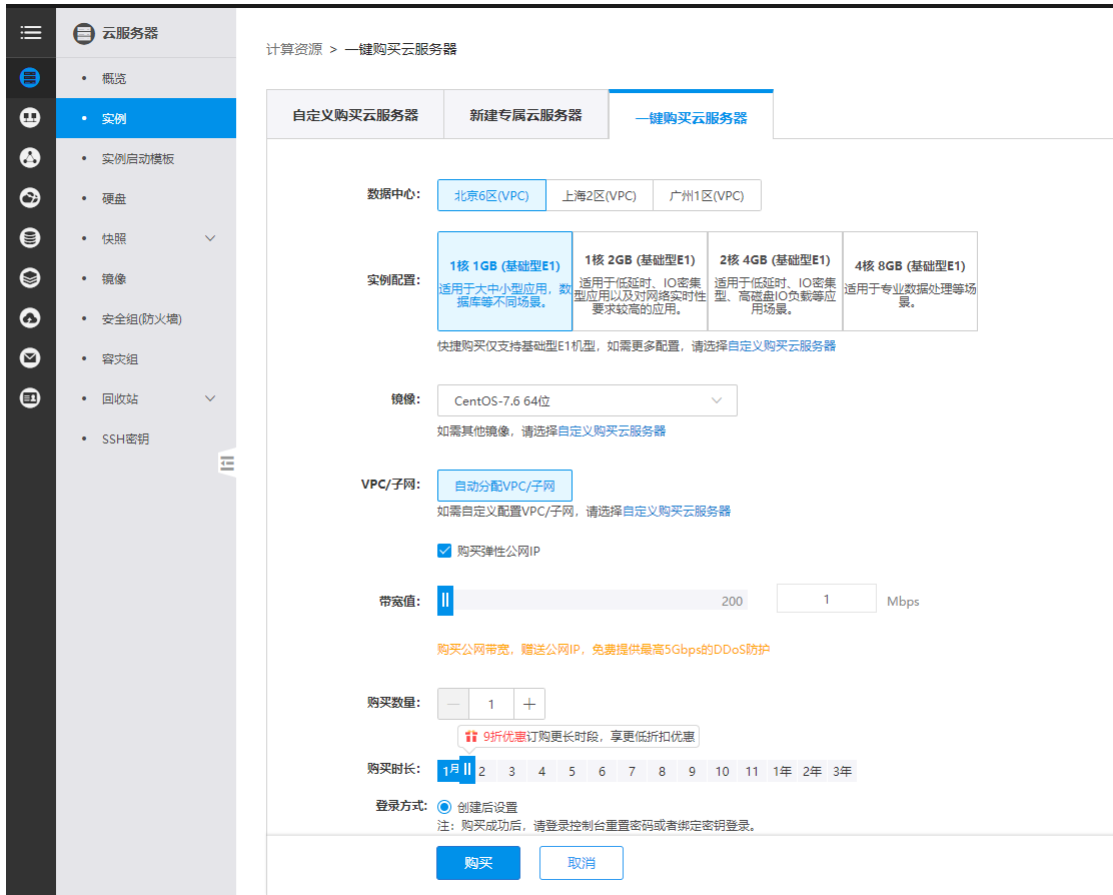 云服务器
概览
实例
实例启动模板
硬盘
快照
镜像
安全组(防火墙)
容灾组
回收站
SSH密钥
计算资源 > 一键购买云服务器
自定义购买云服务器 新建专属云服务器 一键购买云服务器
数据中心: 北京6区(VPC) 上海2区(VPC) 广州1区(VPC)
实例配置:
1核 1GB (基础型E1)
适用于大中小型应用，数
据库等不同场景。
1核 2GB (基础型E1)
适用于低延时、IO密集
型应用以及对网络实时性
要求较高的应用。
2核 4GB (基础型E1)
适用于低延时、IO密集
型、高磁盘IO负载等应
用场景。
4核 8GB (基础型E1)
适用于专业数据处理等场
景。
快捷购买仅支持基础型E1机型，如需更多配置，请选择自定义购买云服务器
镜像: CentOS-7.6 64位
如需其他镜像，请选择自定义购买云服务器
VPC/子网: 自动分配VPC/子网
如需自定义配置VPC/子网，请选择自定义购买云服务器
购买弹性公网IP
带宽值: 200 1 Mbps
购买公网带宽，赠送公网IP，免费提供最高5Gbps的DDoS防护
购买数量: 1
9折优惠订购更长时段，享更低折扣优惠
购买时长: 1月 2 3 4 5 6 7 8 9 10 11 1年 2年 3年
登录方式: 创建后设置
注：购买成功后，请登录控制台重置密码或者绑定密钥登录。
购买 取消